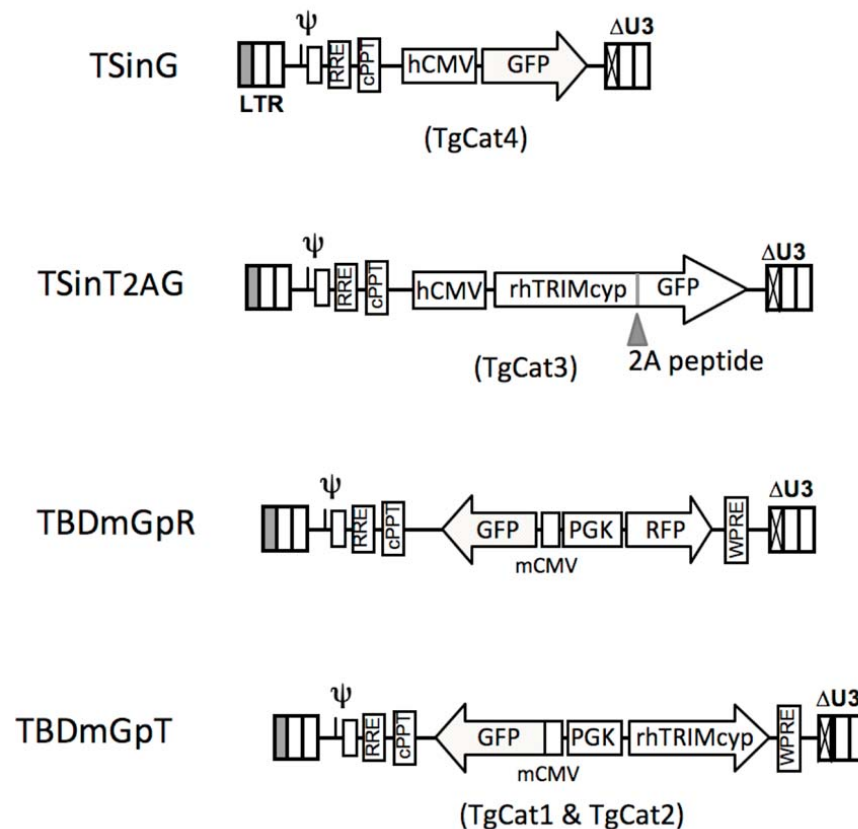 TSinG
ψ
RRE
cPPT
hCMV
GFP
ΔU3
LTR
(TgCat4)
TSinT2AG
ψ
RRE
cPPT
hCMV
rhTRIMcyp
GFP
ΔU3
(TgCat3)
2A peptide
TBDmGpR
ψ
RRE
cPPT
GFP
PGK
RFP
WPRE
ΔU3
mCMV
TBDmGpT
ψ
RRE
cPPT
GFP
PGK
rhTRIMcyp
WPRE
ΔU3
mCMV
(TgCat1 & TgCat2)